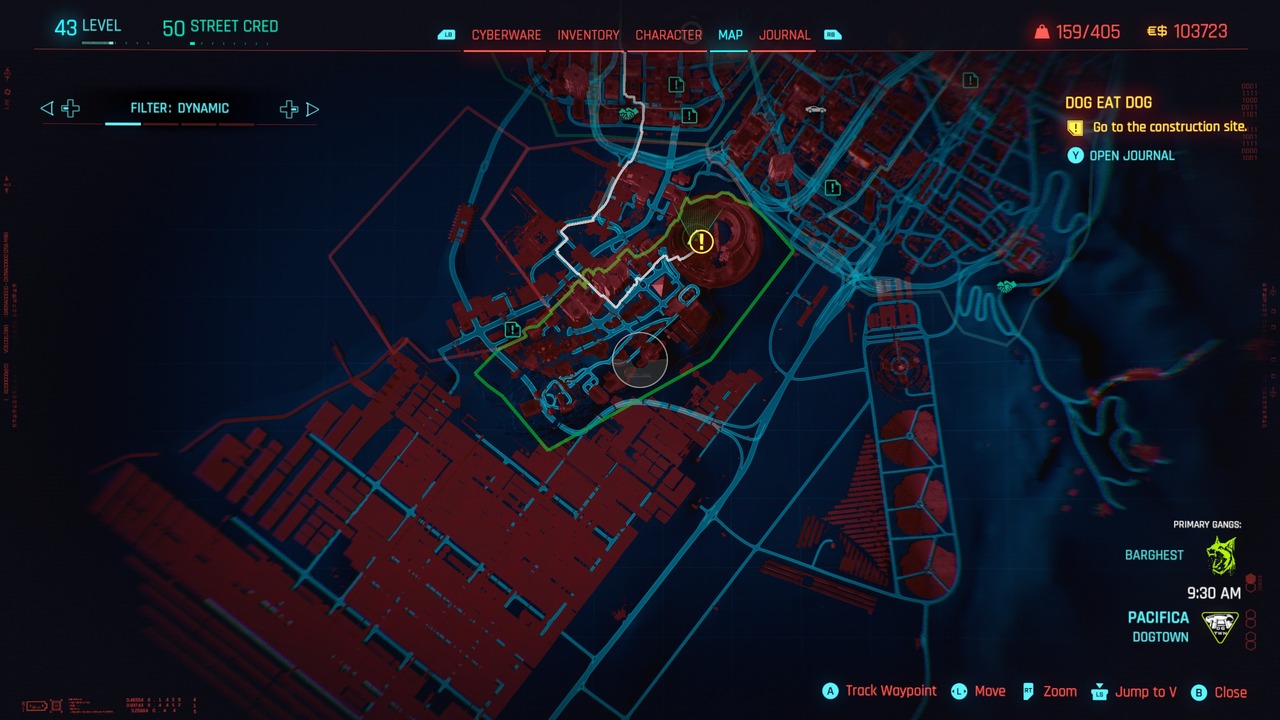 43 LEVEL
50 STREET CRED
LB CYBERWARE INVENTORY CHARACTER MAP JOURNAL RB
159/405
€$ 103723
FILTER: DYNAMIC
DOG EAT DOG
Go to the construction site.
Y OPEN JOURNAL
PRIMARY GANGS:
BARGHEST
9:30 AM
PACIFICA
DOGTOWN
A Track Waypoint L Move RT Zoom LS Jump to V B Close